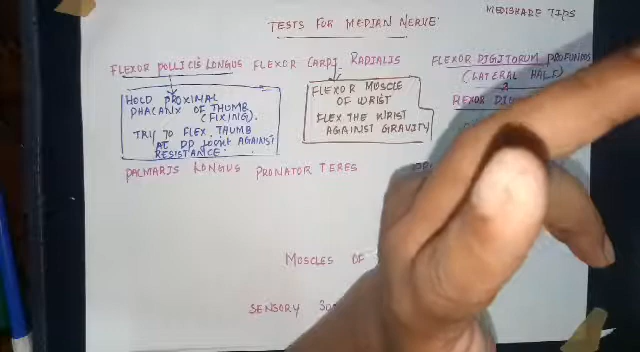 MEDISHARE TIPS
TESTS FOR MEDIAN NERVE:
FLEXOR POLLICIS LONGUS FLEXOR CARPI RADIALIS FLEXOR DIGITORUM PROFUNDUS
(LATERAL HALF)
HOLD PROXIMAL
PHALANX OF THUMB
(FIXING).
TRY TO FLEX THUMB
AT DP JOINT AGAINST
RESISTANCE.
FLEXOR MUSCLE
OF WRIST
FLEX THE WRIST
AGAINST GRAVITY
PALMARIS LONGUS PRONATOR TERES
MUSCLES OF
SENSORY